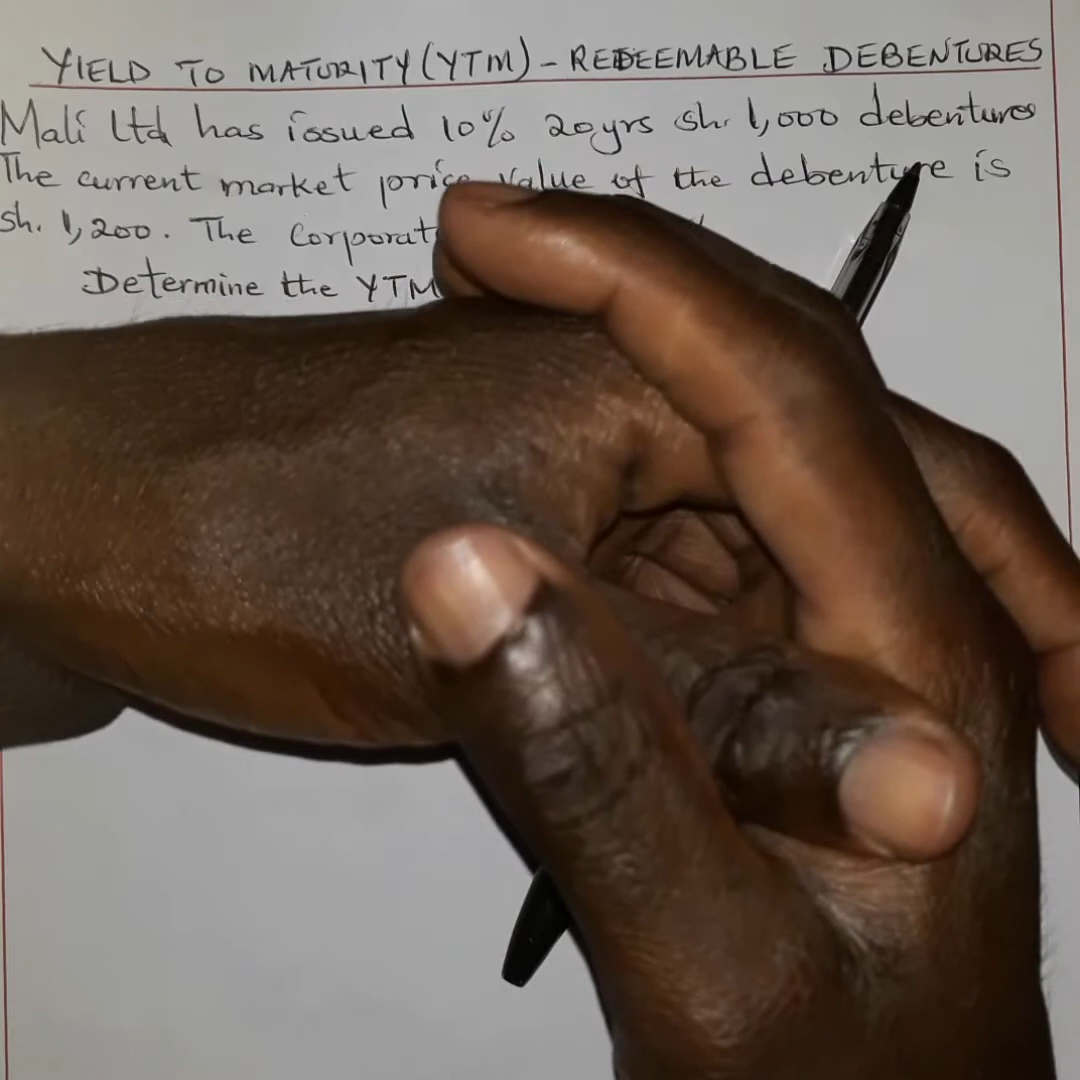 YIELD TO MATURITY (YTM) - REDEEMABLE DEBENTURES
Mali Ltd has issued 10% 20yrs sh. 1,000 debentures
The current market price value of the debenture is
sh. 1,200. The Corporat
Determine the YTM